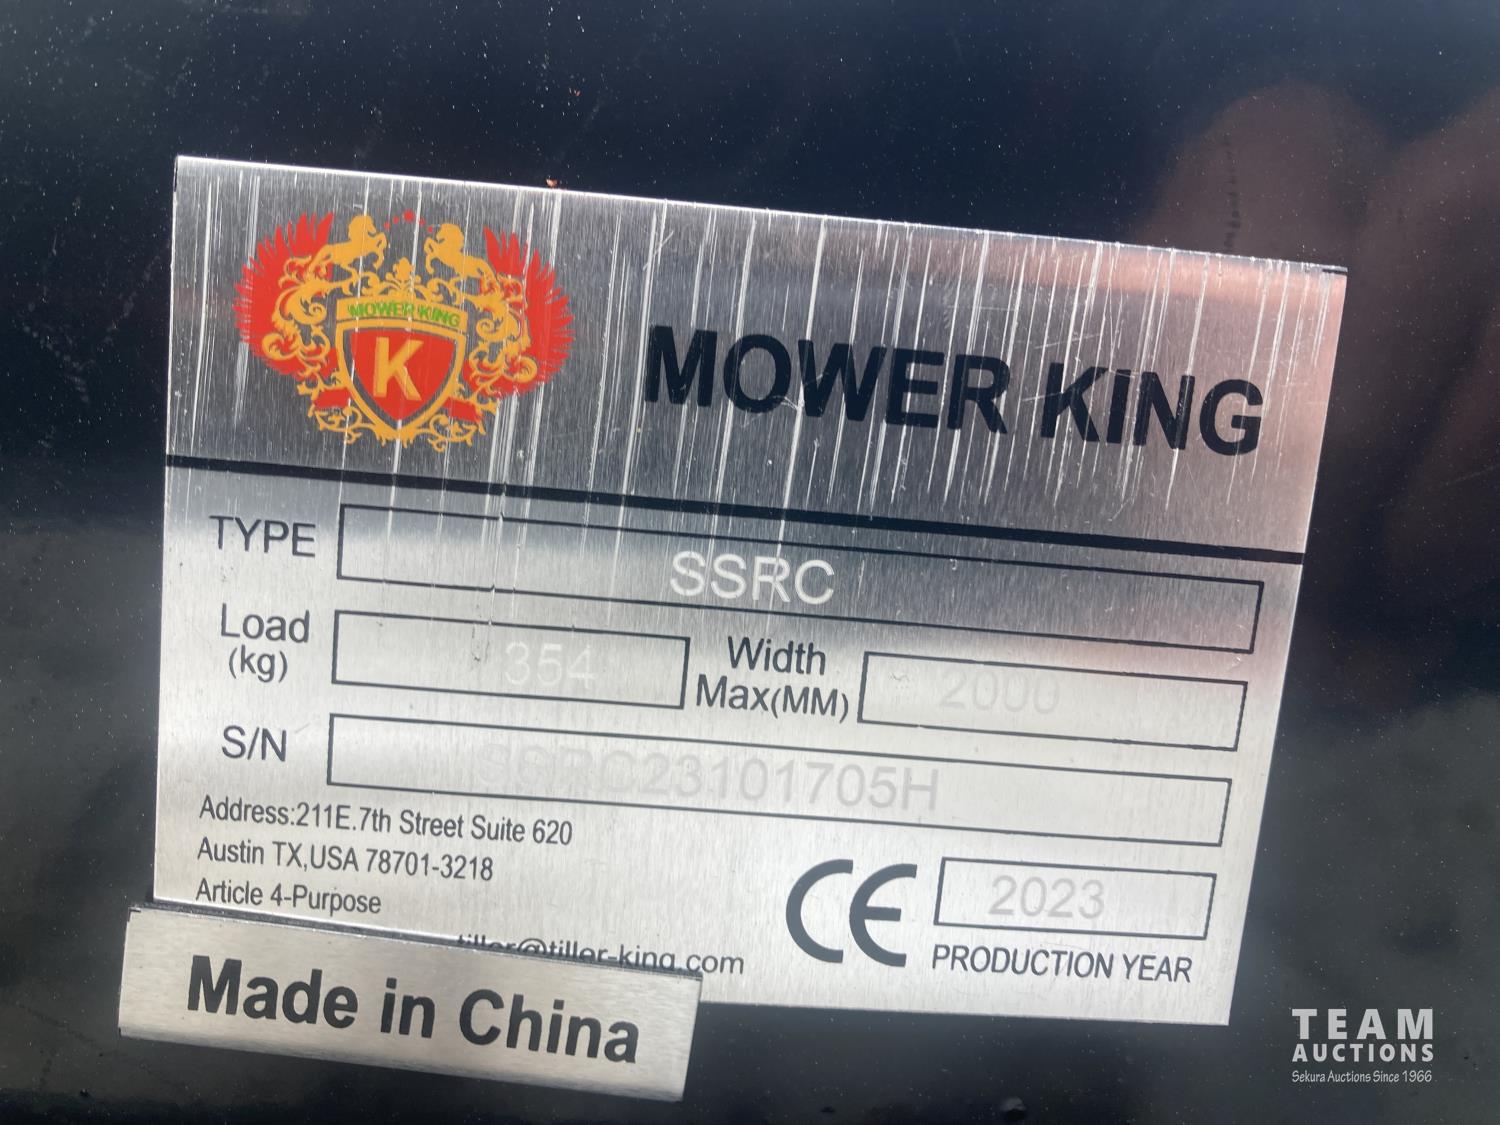 MOWER KING
K
MOWER KING
TYPE SSRC
Load (kg) 354 Width Max(MM) 2000
S/N SSRC23101705H
Address:211E.7th Street Suite 620
Austin TX,USA 78701-3218
Article 4-Purpose
tiller@tiller-king.com
CE 2023
PRODUCTION YEAR
Made in China
TEAM
AUCTIONS
Sekura Auctions Since 1966